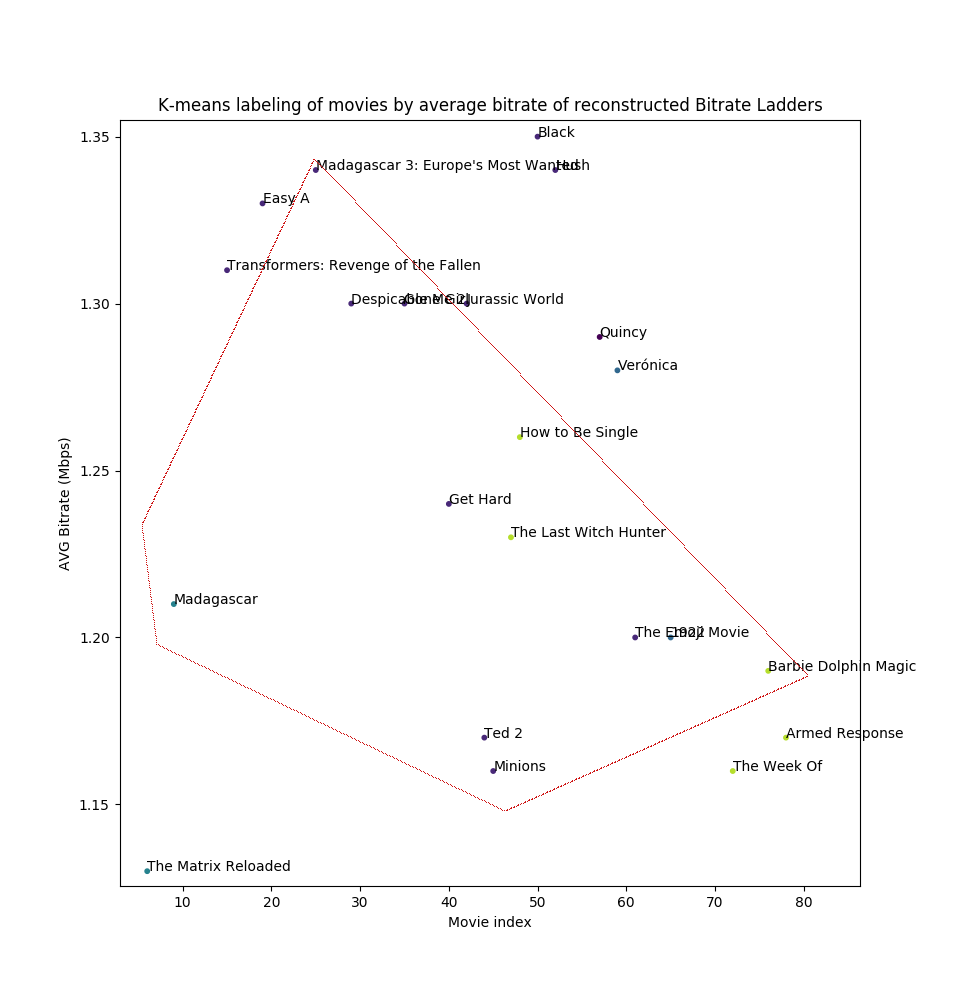 K-means labeling of movies by average bitrate of reconstructed Bitrate Ladders
1.35
Black
Madagascar 3: Europe's Most Wanted
Hush
Easy A
Transformers: Revenge of the Fallen
1.30
Despicable Me 2
Gone Girl
Jurassic World
Quincy
Verónica
How to Be Single
1.25
AVG Bitrate (Mbps)
Get Hard
The Last Witch Hunter
Madagascar
1.20
The Emoji Movie
1922
Barbie Dolphin Magic
Ted 2
Armed Response
Minions
The Week Of
1.15
The Matrix Reloaded
10 20 30 40 50 60 70 80
Movie index